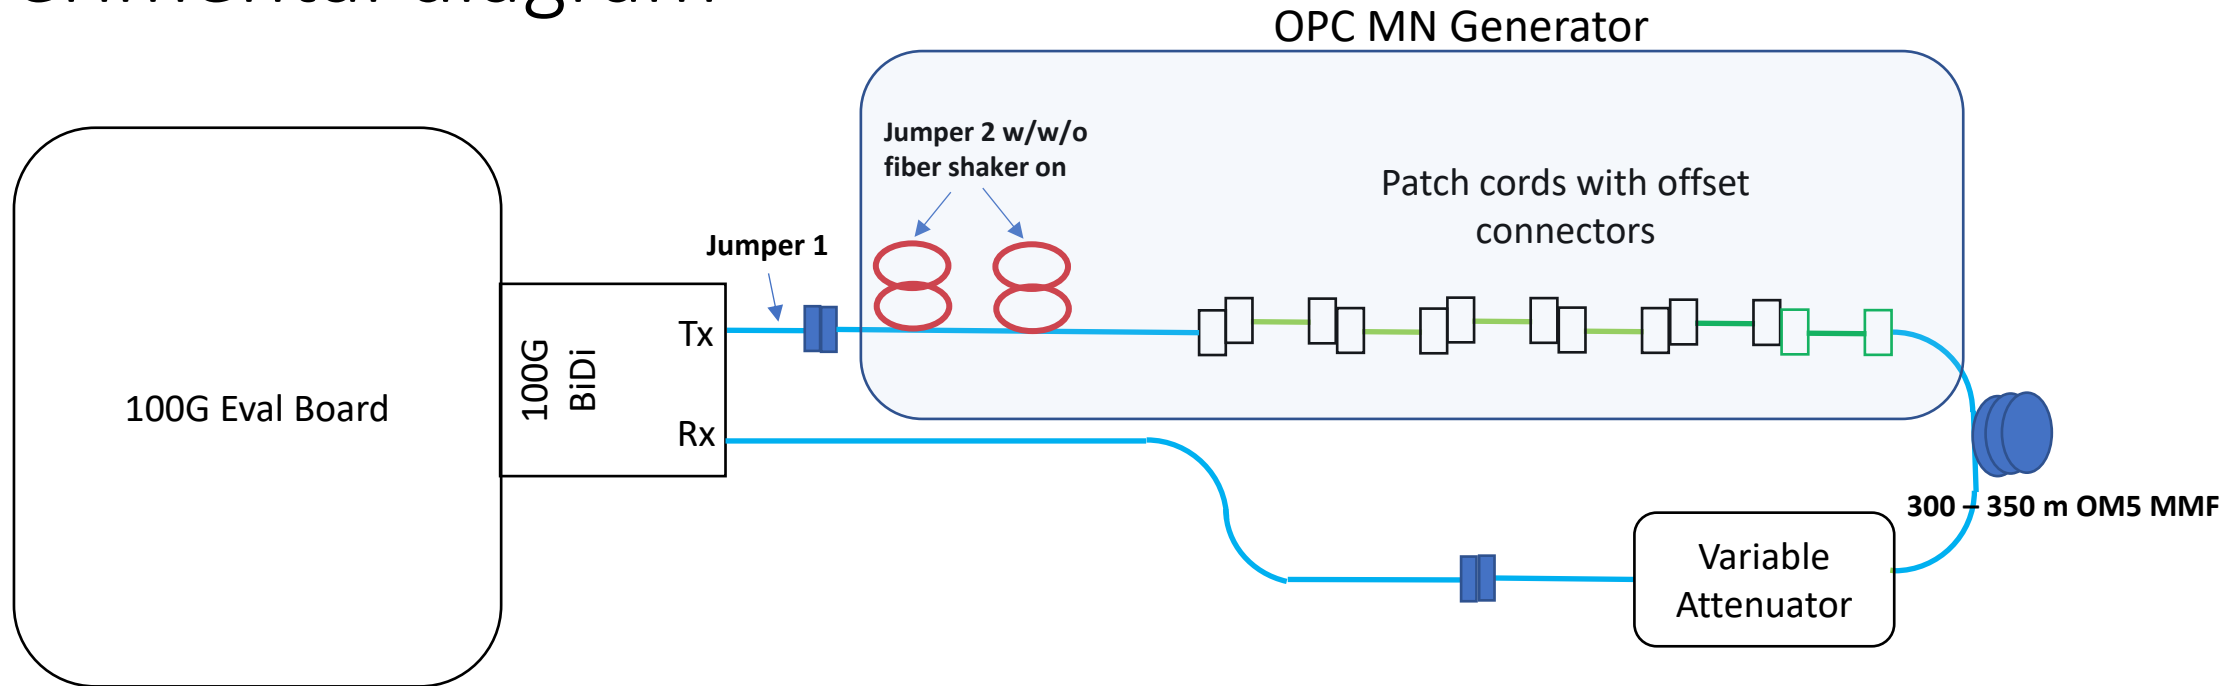 OPC MN Generator
Jumper 2 w/w/o
fiber shaker on
Patch cords with offset
connectors
Jumper 1
100G
BiDi
Tx
Rx
100G Eval Board
300 – 350 m OM5 MMF
Variable
Attenuator